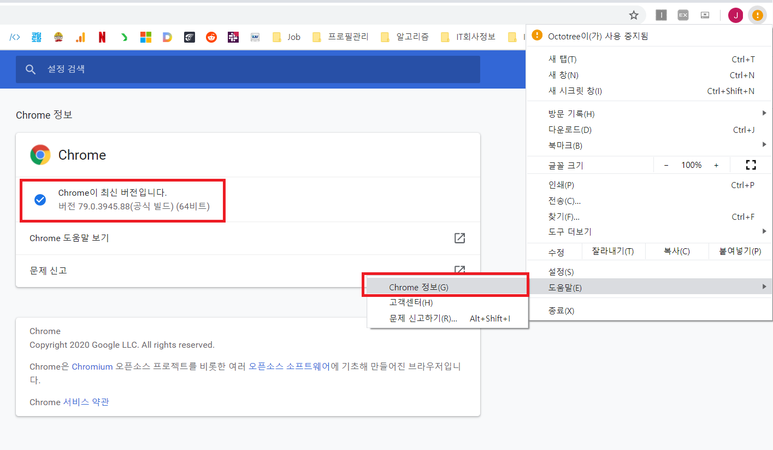 J
Job
프로필관리
알고리즘
IT회사정보
설정 검색
Chrome 정보
Chrome
Chrome이 최신 버전입니다.
버전 79.0.3945.88(공식 빌드) (64비트)
Chrome 도움말 보기
문제 신고
Chrome
Copyright 2020 Google LLC. All rights reserved.
Chrome은 Chromium 오픈소스 프로젝트를 비롯한 여러 오픈소스 소프트웨어에 기초해 만들어진 브라우저입니
다.
Chrome 서비스 약관
Octotree이(가) 사용 중지됨
새 탭(T) Ctrl+T
새 창(N) Ctrl+N
새 시크릿 창(I) Ctrl+Shift+N
방문 기록(H)
다운로드(D) Ctrl+J
북마크(B)
글꼴 크기 - 100% +
인쇄(P) Ctrl+P
전송(C)...
찾기(F)... Ctrl+F
도구 더보기
수정 잘라내기(T) 복사(C) 붙여넣기(P)
설정(S)
도움말(E)
종료(X)
Chrome 정보(G)
고객센터(H)
문제 신고하기(R)... Alt+Shift+I